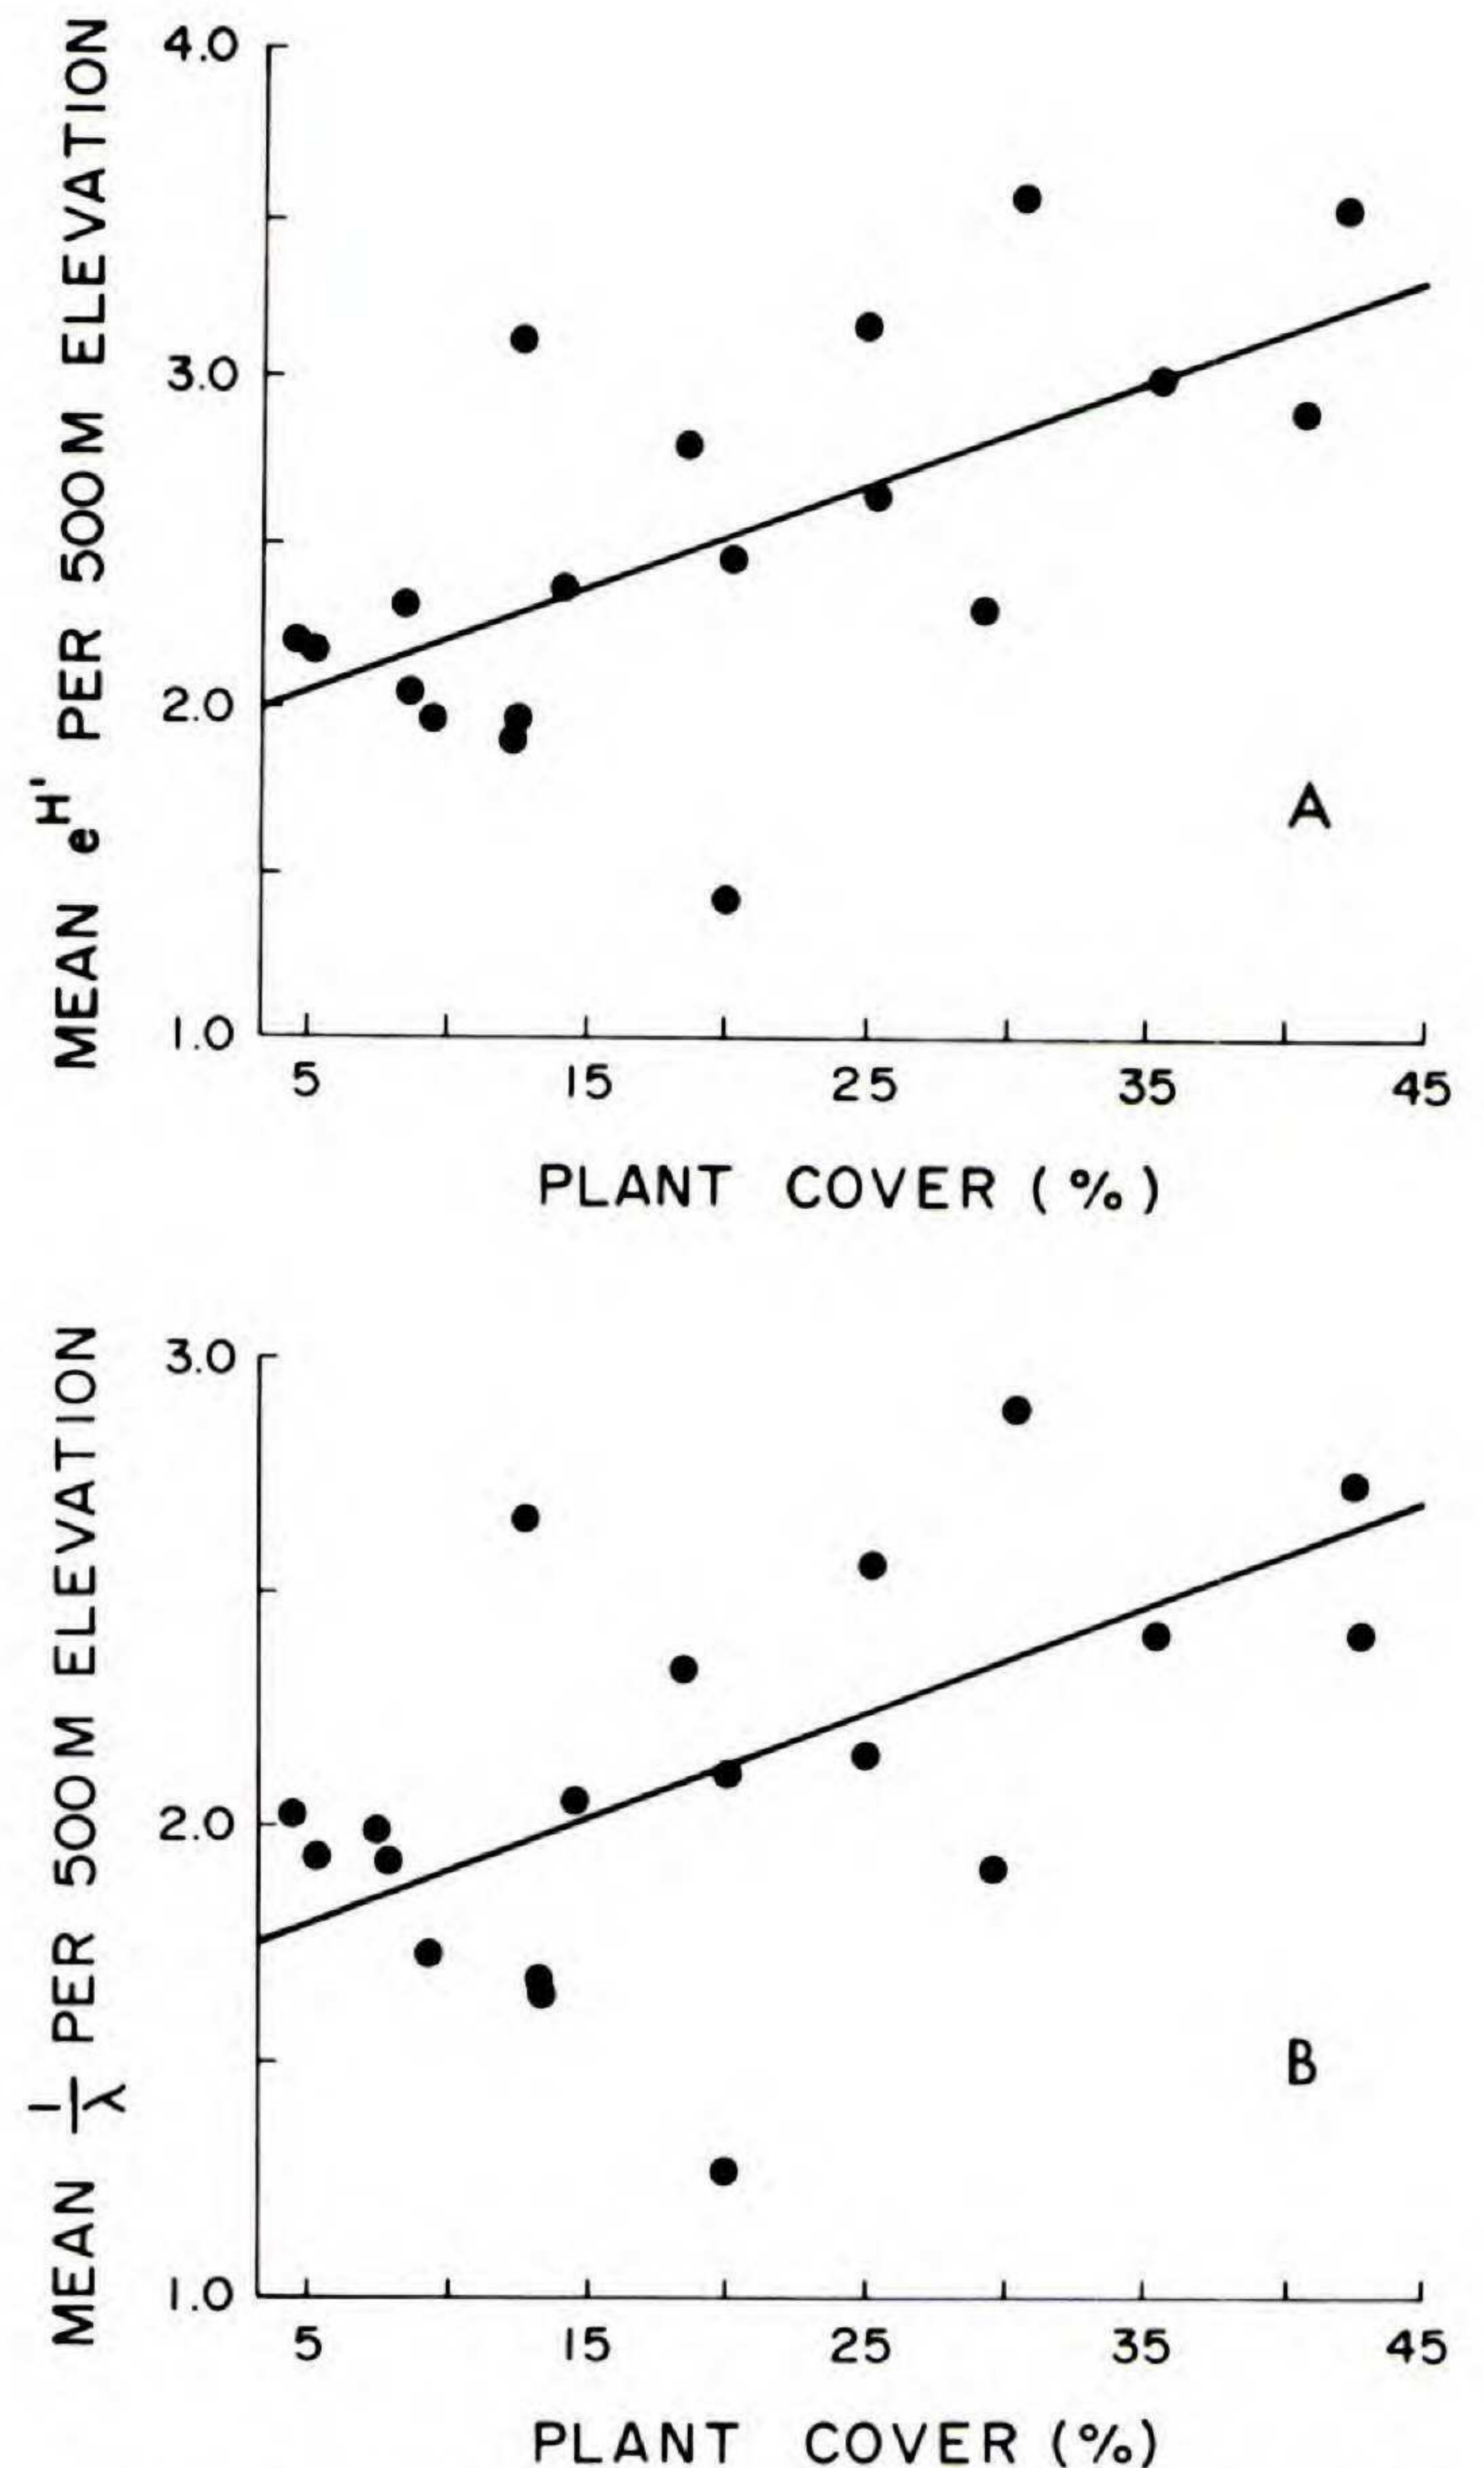 MEAN e^H' PER 500M ELEVATION
4.0
3.0
2.0
1.0
A
5 15 25 35 45
PLANT COVER (%)
MEAN 1/λ PER 500M ELEVATION
3.0
2.0
1.0
B
5 15 25 35 45
PLANT COVER (%)